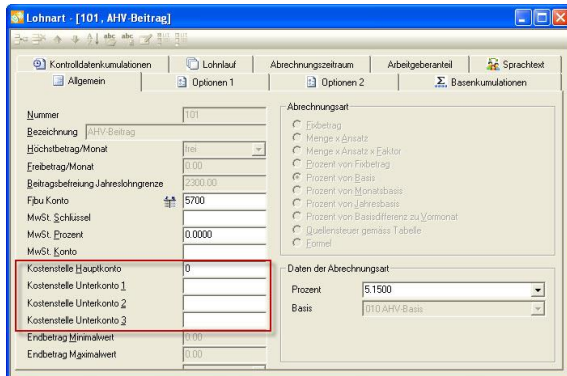 Lohnart - [101, AHV-Beitrag]
Kontrolldatenkumulationen
Lohnlauf
Abrechnungszeitraum
Arbeitgeberanteil
Sprachtext
Allgemein
Optionen 1
Optionen 2
Basenkumulationen
Nummer 101
Bezeichnung AHV-Beitrag
Höchstbetrag/Monat frei
Freibetrag/Monat 0.00
Beitragsbefreiung Jahreslohngrenze 2300.00
Fibu Konto 5700
MwSt. Schlüssel
MwSt. Prozent 0.0000
MwSt. Konto
Kostenstelle Hauptkonto 0
Kostenstelle Unterkonto 1
Kostenstelle Unterkonto 2
Kostenstelle Unterkonto 3
Endbetrag Minimalwert 0.00
Endbetrag Maximalwert 0.00
Abrechnungsart
Fixbetrag
Menge x Ansatz
Menge x Ansatz x Faktor
Prozent von Fixbetrag
Prozent von Basis
Prozent von Monatsbasis
Prozent von Jahresbasis
Prozent von Basisdifferenz zu Vormonat
Quellensteuer gemäss Tabelle
Formel
Daten der Abrechnungsart
Prozent 5.1500
Basis 010 AHV-Basis